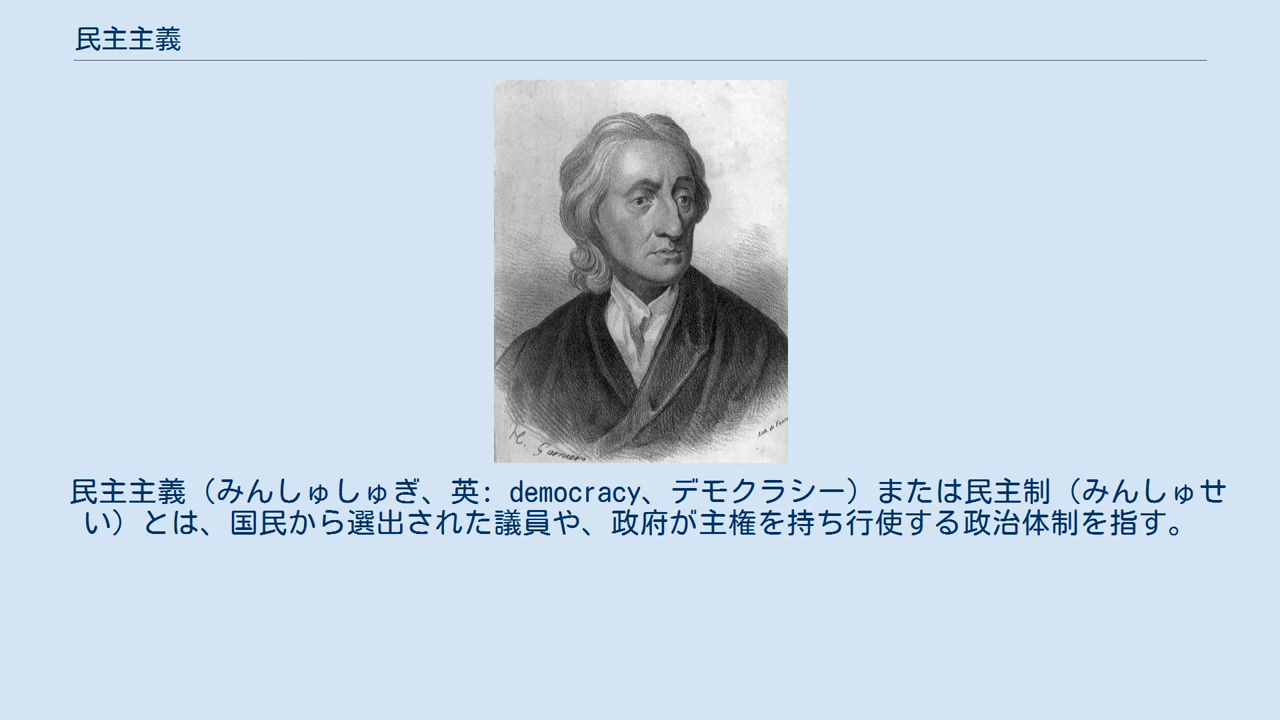 民主主義
H. Garnier
民主主義（みんしゅしゅぎ、英: democracy、デモクラシー）または民主制（みんしゅせ
い）とは、国民から選出された議員や、政府が主権を持ち行使する政治体制を指す。